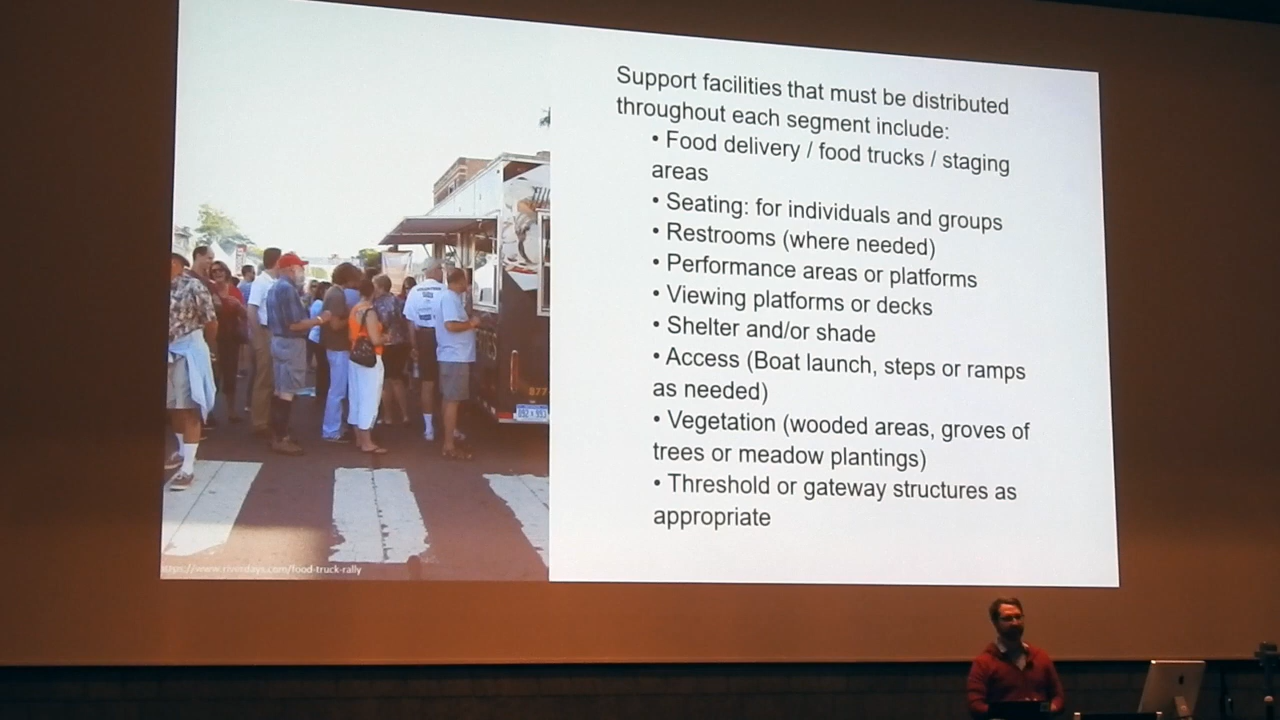 Support facilities that must be distributed
throughout each segment include:
• Food delivery / food trucks / staging
areas
• Seating: for individuals and groups
• Restrooms (where needed)
• Performance areas or platforms
• Viewing platforms or decks
• Shelter and/or shade
• Access (Boat launch, steps or ramps
as needed)
• Vegetation (wooded areas, groves of
trees or meadow plantings)
• Threshold or gateway structures as
appropriate
877
https://www.riverdays.com/food-truck-rally